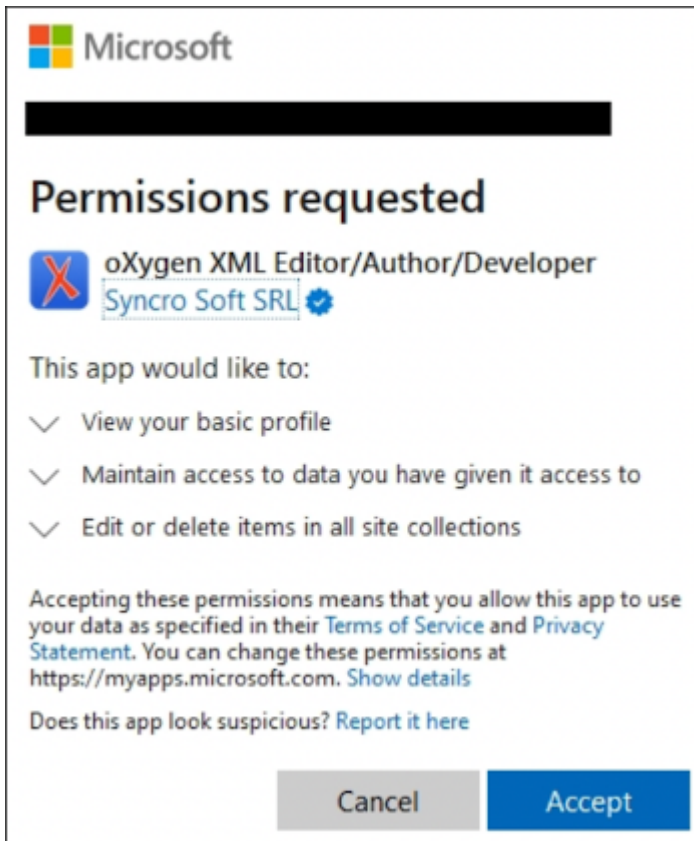 Microsoft
Permissions requested
oXygen XML Editor/Author/Developer
Syncro Soft SRL
This app would like to:
View your basic profile
Maintain access to data you have given it access to
Edit or delete items in all site collections
Accepting these permissions means that you allow this app to use
your data as specified in their Terms of Service and Privacy
Statement. You can change these permissions at
https://myapps.microsoft.com. Show details
Does this app look suspicious? Report it here
Cancel Accept